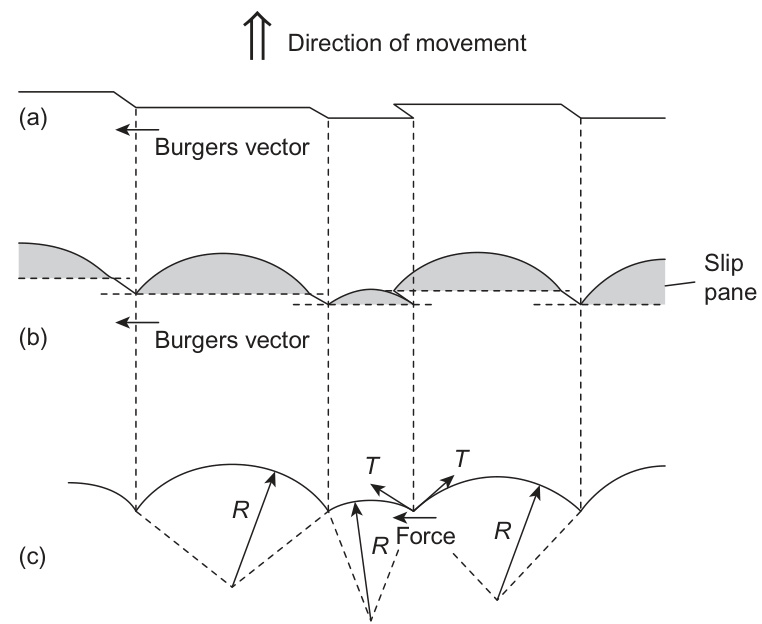 Direction of movement
(a)
Burgers vector
Slip
pane
(b)
Burgers vector
T
T
R
R
R
Force
(c)